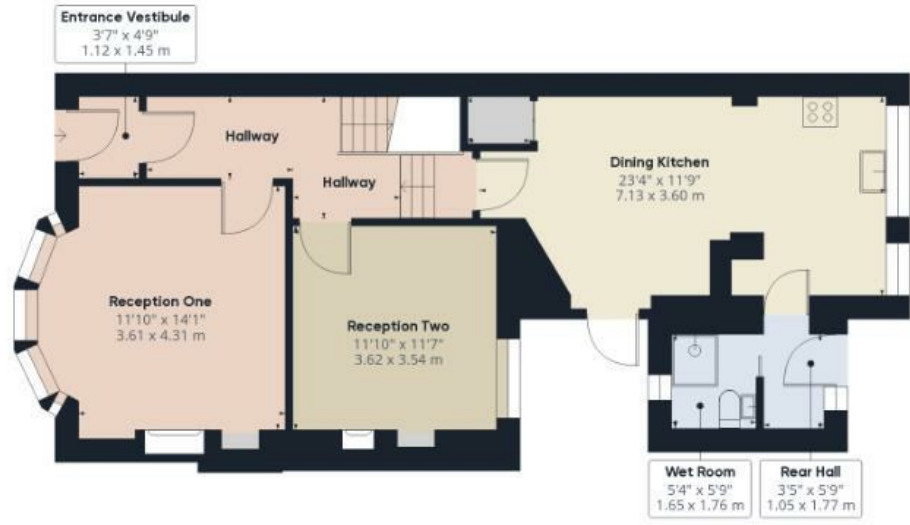 Entrance Vestibule
3'7" x 4'9"
1.12 x 1.45 m
Hallway
Hallway
Dining Kitchen
23'4" x 11'9"
7.13 x 3.60 m
Reception One
11'10" x 14'1"
3.61 x 4.31 m
Reception Two
11'10" x 11'7"
3.62 x 3.54 m
Wet Room
5'4" x 5'9"
1.65 x 1.76 m
Rear Hall
3'5" x 5'9"
1.05 x 1.77 m